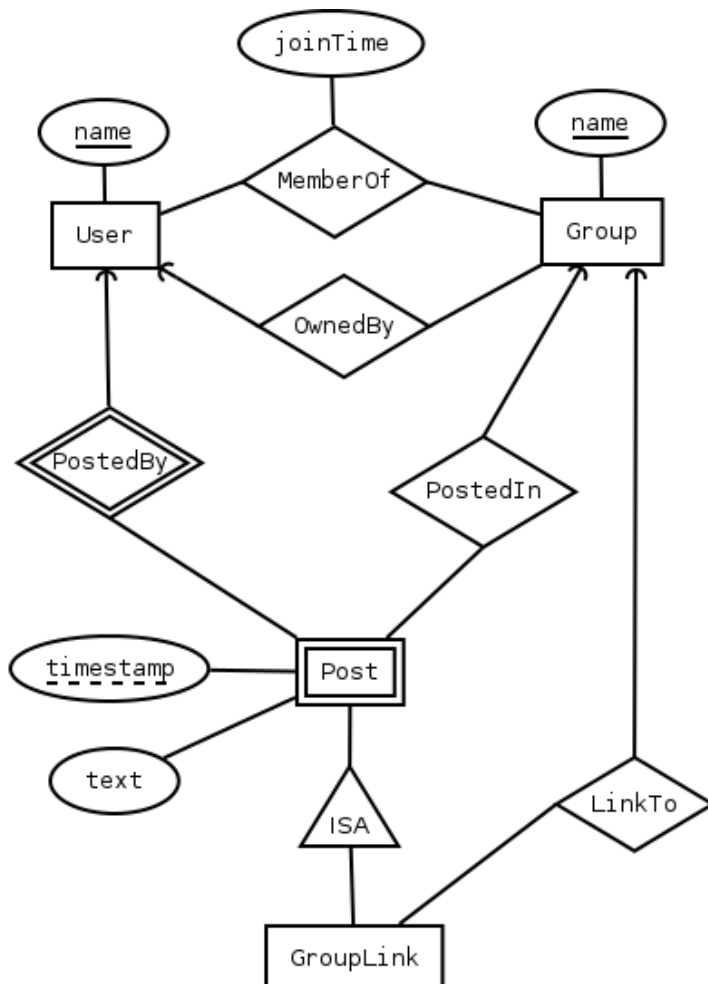 joinTime
name
name
MemberOf
User
Group
OwnedBy
PostedBy
PostedIn
timestamp
Post
text
ISA
LinkTo
GroupLink